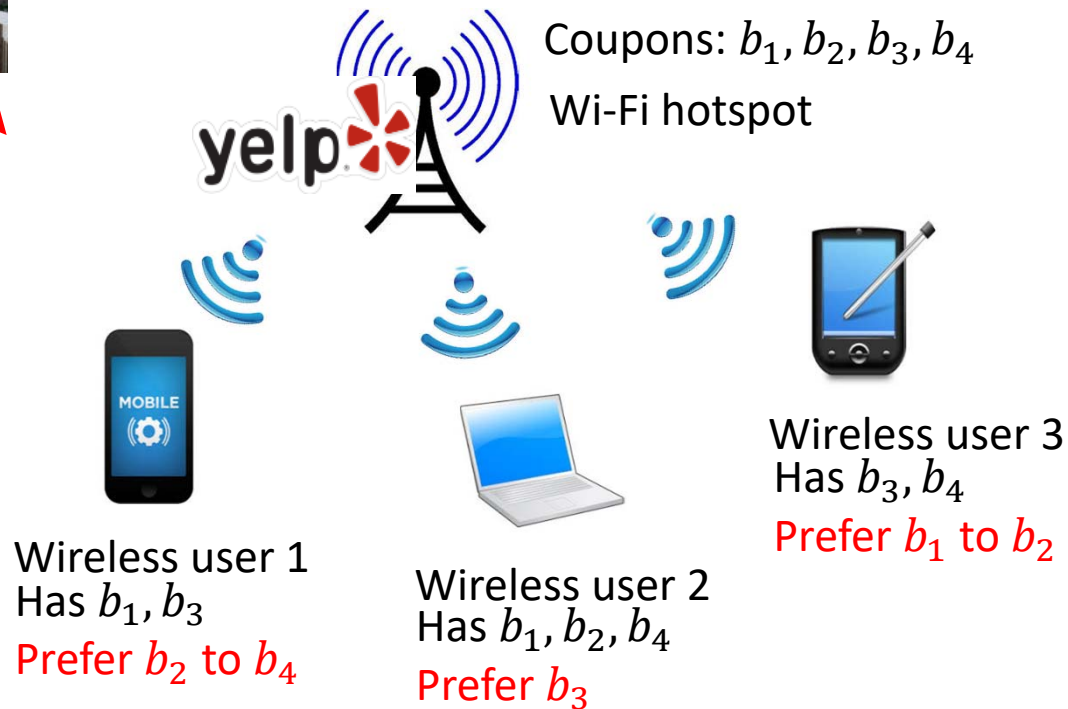 Coupons: b₁, b₂, b₃, b₄
Wi-Fi hotspot
yelp
MOBILE
Wireless user 1
Has b₁, b₃
Prefer b₂ to b₄
Wireless user 2
Has b₁, b₂, b₄
Prefer b₃
Wireless user 3
Has b₃, b₄
Prefer b₁ to b₂